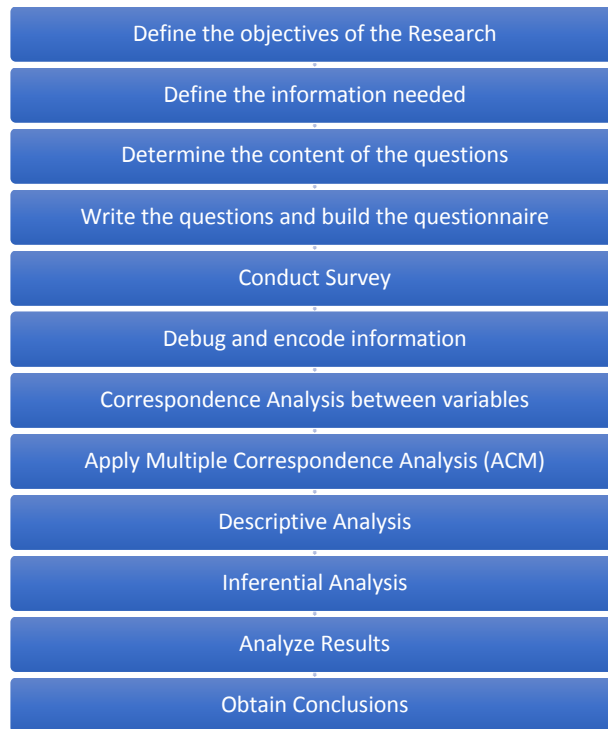 Define the objectives of the Research
Define the information needed
Determine the content of the questions
Write the questions and build the questionnaire
Conduct Survey
Debug and encode information
Correspondence Analysis between variables
Apply Multiple Correspondence Analysis (ACM)
Descriptive Analysis
Inferential Analysis
Analyze Results
Obtain Conclusions